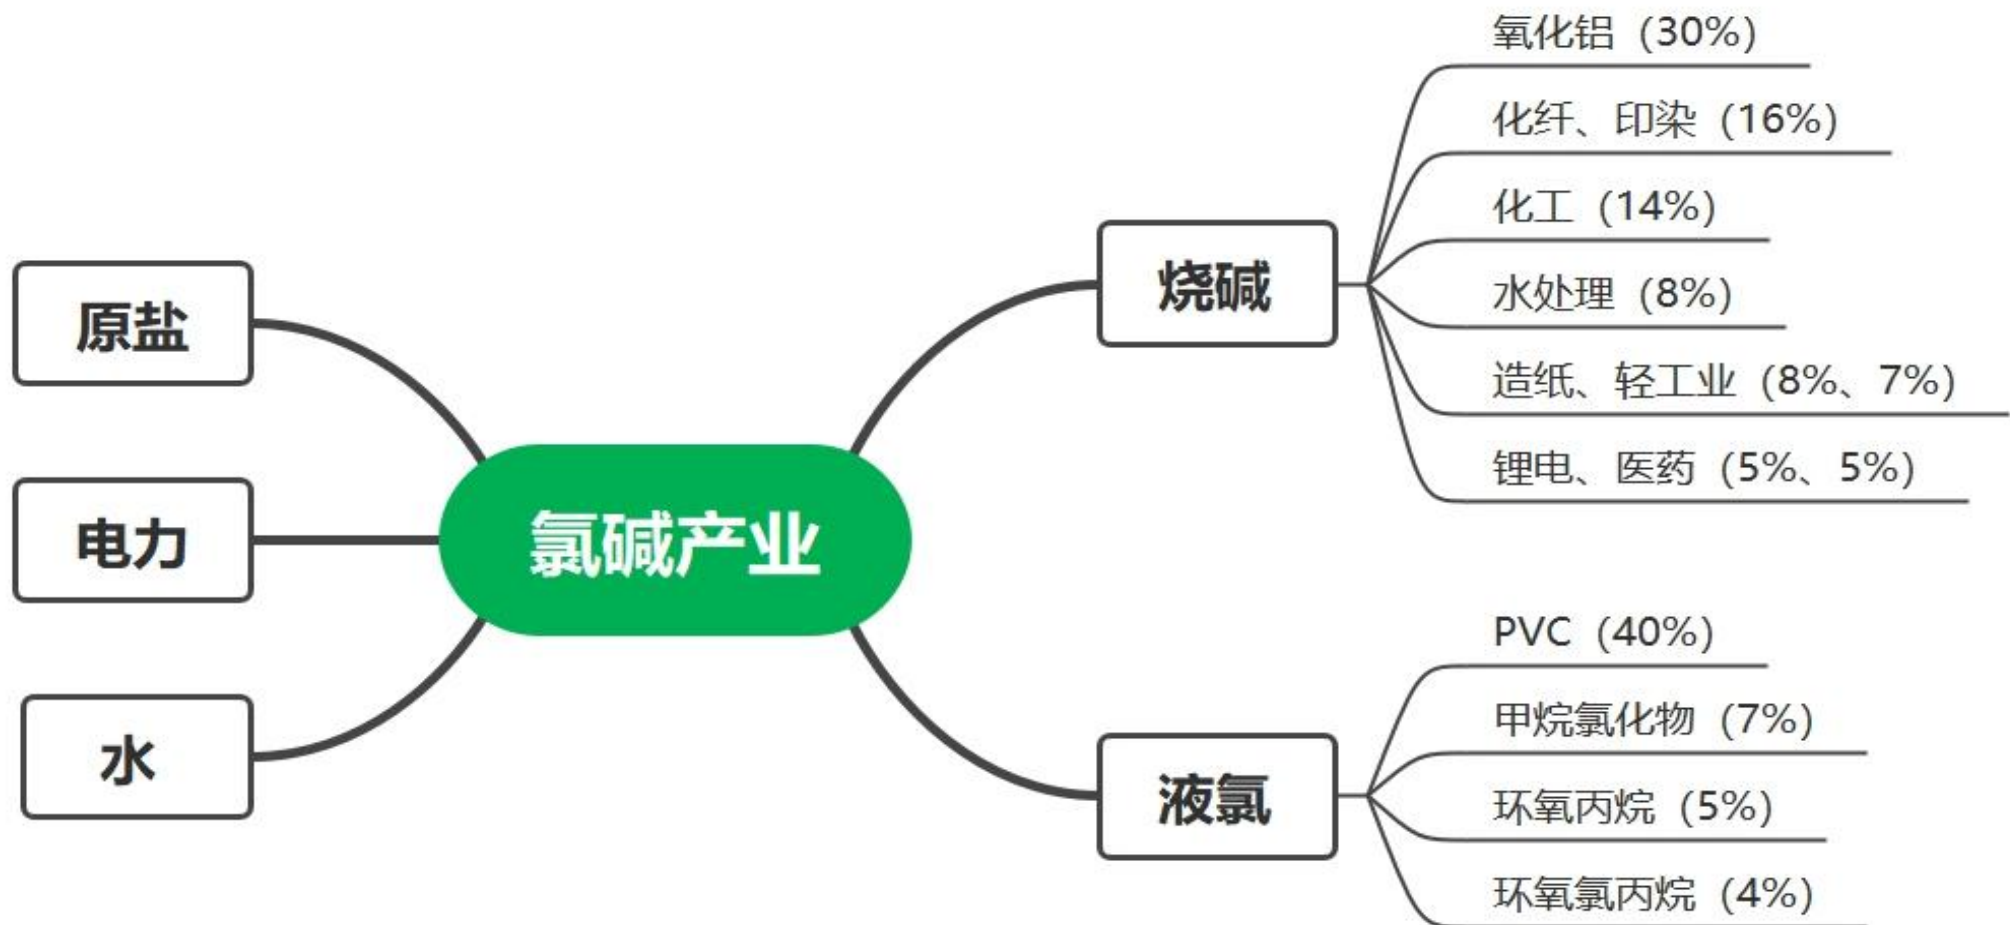 原盐
电力
水
氯碱产业
烧碱
氧化铝（30%）
化纤、印染（16%）
化工（14%）
水处理（8%）
造纸、轻工业（8%、7%）
锂电、医药（5%、5%）
液氯
PVC（40%）
甲烷氯化物（7%）
环氧丙烷（5%）
环氧氯丙烷（4%）